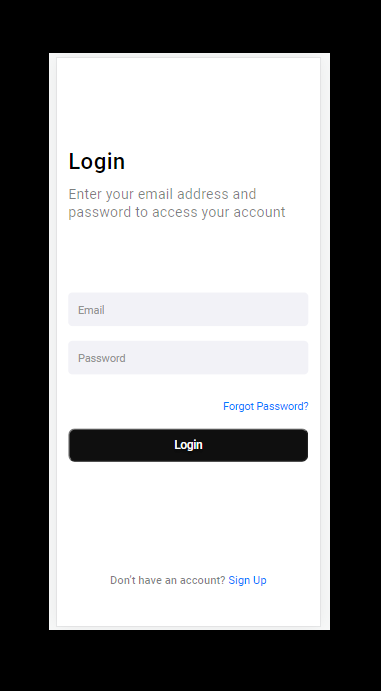 Login
Enter your email address and
password to access your account
Email
Password
Forgot Password?
Login
Don't have an account? Sign Up